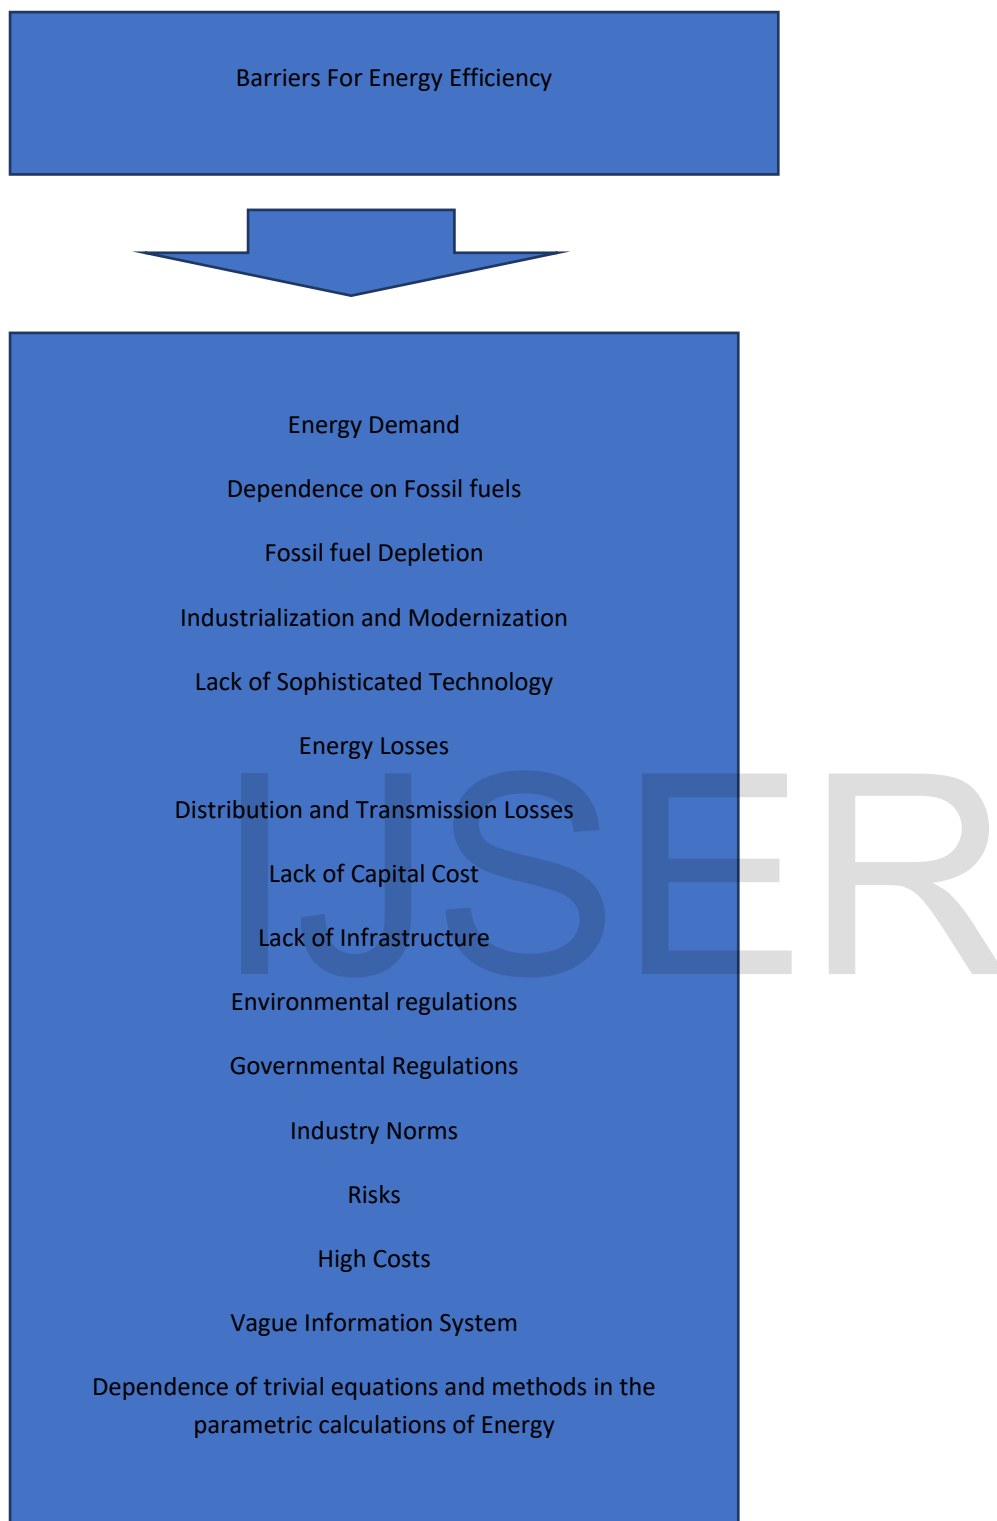 Barriers For Energy Efficiency
Energy Demand
Dependence on Fossil fuels
Fossil fuel Depletion
Industrialization and Modernization
Lack of Sophisticated Technology
Energy Losses
Distribution and Transmission Losses
Lack of Capital Cost
Lack of Infrastructure
Environmental regulations
Governmental Regulations
Industry Norms
Risks
High Costs
Vague Information System
Dependence of trivial equations and methods in the
parametric calculations of Energy
IJSER